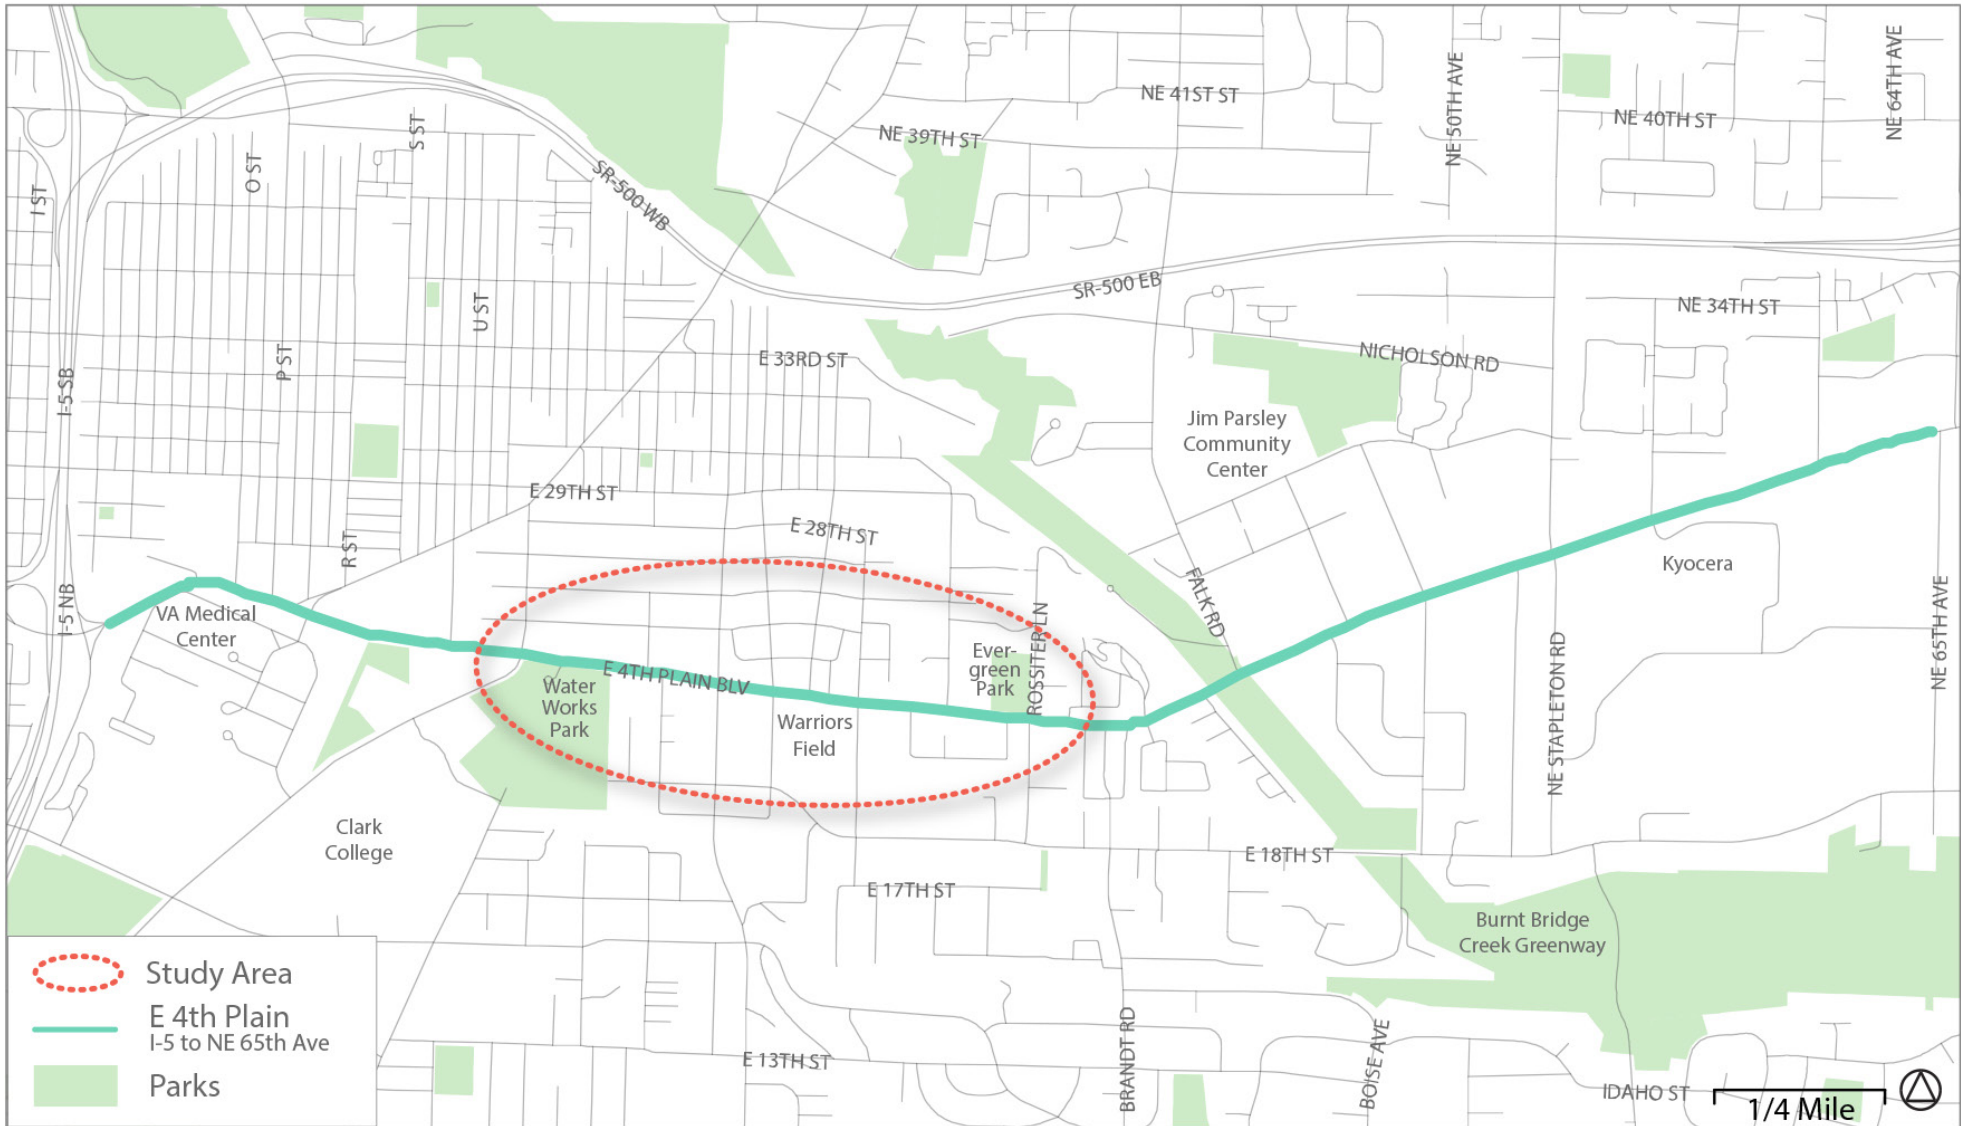 NE 64TH AVE
NE 50TH AVE
NE 41ST ST
NE 40TH ST
S ST
NE 39TH ST
O ST
I ST
SR-500 WB
SR-500 EB
NE 34TH ST
U ST
P ST
E 33RD ST
NICHOLSON RD
I-5 SB
Jim Parsley
Community
Center
E 29TH ST
E 28TH ST
R ST
Kyocera
I-5 NB
VA Medical
Center
FALK RD
NE 65TH AVE
Ever-
green
Park
ROSSITER LN
E 4TH PLAIN BLV
Water
Works
Park
Warriors
Field
NE STAPLETON RD
Clark
College
E 18TH ST
E 17TH ST
Burnt Bridge
Creek Greenway
Study Area
E 4th Plain
I-5 to NE 65th Ave
Parks
E 13TH ST
BRANDT RD
BOISE AVE
IDAHO ST
1/4 Mile